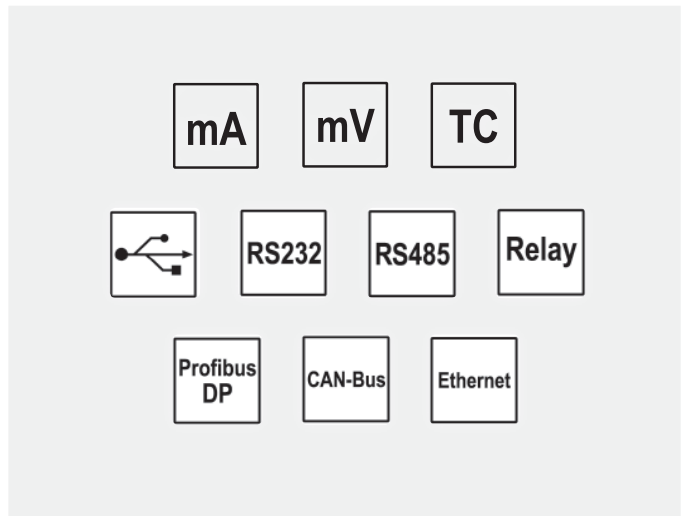 mA mV TC
RS232 RS485 Relay
Profibus
DP
CAN-Bus
Ethernet